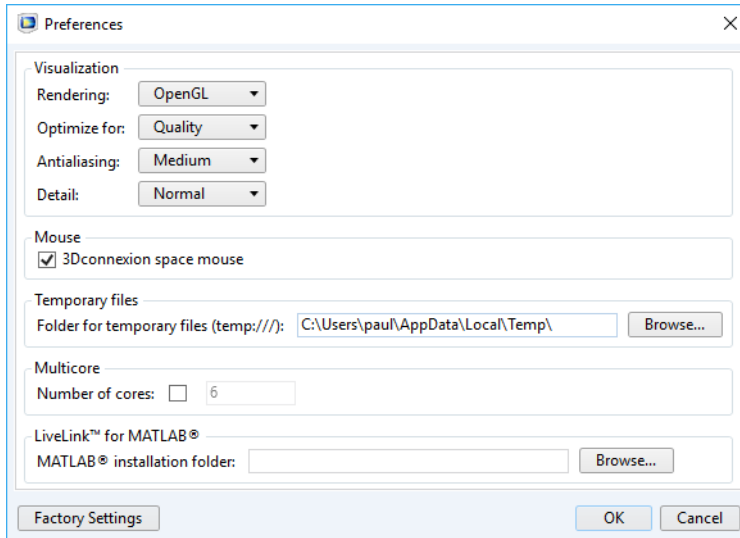 Preferences
Visualization
Rendering: OpenGL
Optimize for: Quality
Antialiasing: Medium
Detail: Normal
Mouse
3Dconnexion space mouse
Temporary files
Folder for temporary files (temp:///): C:\Users\paul\AppData\Local\Temp\ Browse...
Multicore
Number of cores: 6
LiveLink™ for MATLAB®
MATLAB® installation folder: Browse...
Factory Settings OK Cancel